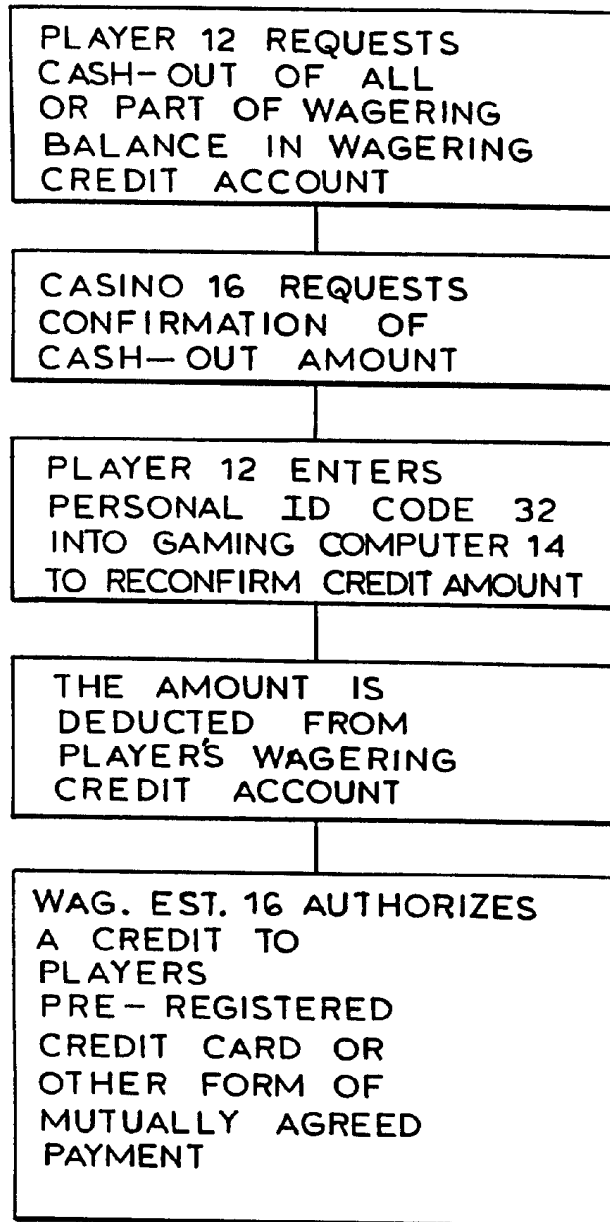 PLAYER 12 REQUESTS
CASH-OUT OF ALL
OR PART OF WAGERING
BALANCE IN WAGERING
CREDIT ACCOUNT
CASINO 16 REQUESTS
CONFIRMATION OF
CASH-OUT AMOUNT
PLAYER 12 ENTERS
PERSONAL ID CODE 32
INTO GAMING COMPUTER 14
TO RECONFIRM CREDIT AMOUNT
THE AMOUNT IS
DEDUCTED FROM
PLAYER'S WAGERING
CREDIT ACCOUNT
WAG. EST. 16 AUTHORIZES
A CREDIT TO
PLAYERS
PRE-REGISTERED
CREDIT CARD OR
OTHER FORM OF
MUTUALLY AGREED
PAYMENT